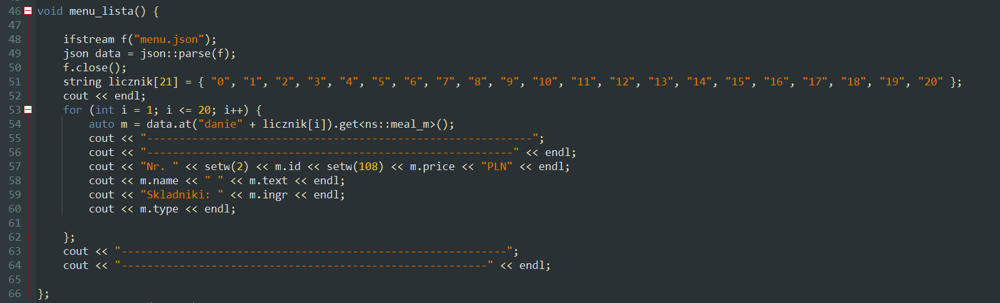 46 void menu_lista() {
47
48 ifstream f("menu.json");
49 json data = json::parse(f);
50 f.close();
51 string licznik[21] = { "0", "1", "2", "3", "4", "5", "6", "7", "8", "9", "10", "11", "12", "13", "14", "15", "16", "17", "18", "19", "20" };
52 cout << endl;
53 for (int i = 1; i <= 20; i++) {
54 auto m = data.at("danie" + licznik[i]).get<ns::meal_m>();
55 cout << "------------------------------------------------------------";
56 cout << "---------------------------------------------------------" << endl;
57 cout << "Nr. " << setw(2) << m.id << setw(108) << m.price << "PLN" << endl;
58 cout << m.name << " " << m.text << endl;
59 cout << "Skladniki: " << m.ingr << endl;
60 cout << m.type << endl;
61
62 };
63 cout << "------------------------------------------------------------";
64 cout << "---------------------------------------------------------" << endl;
65
66 };